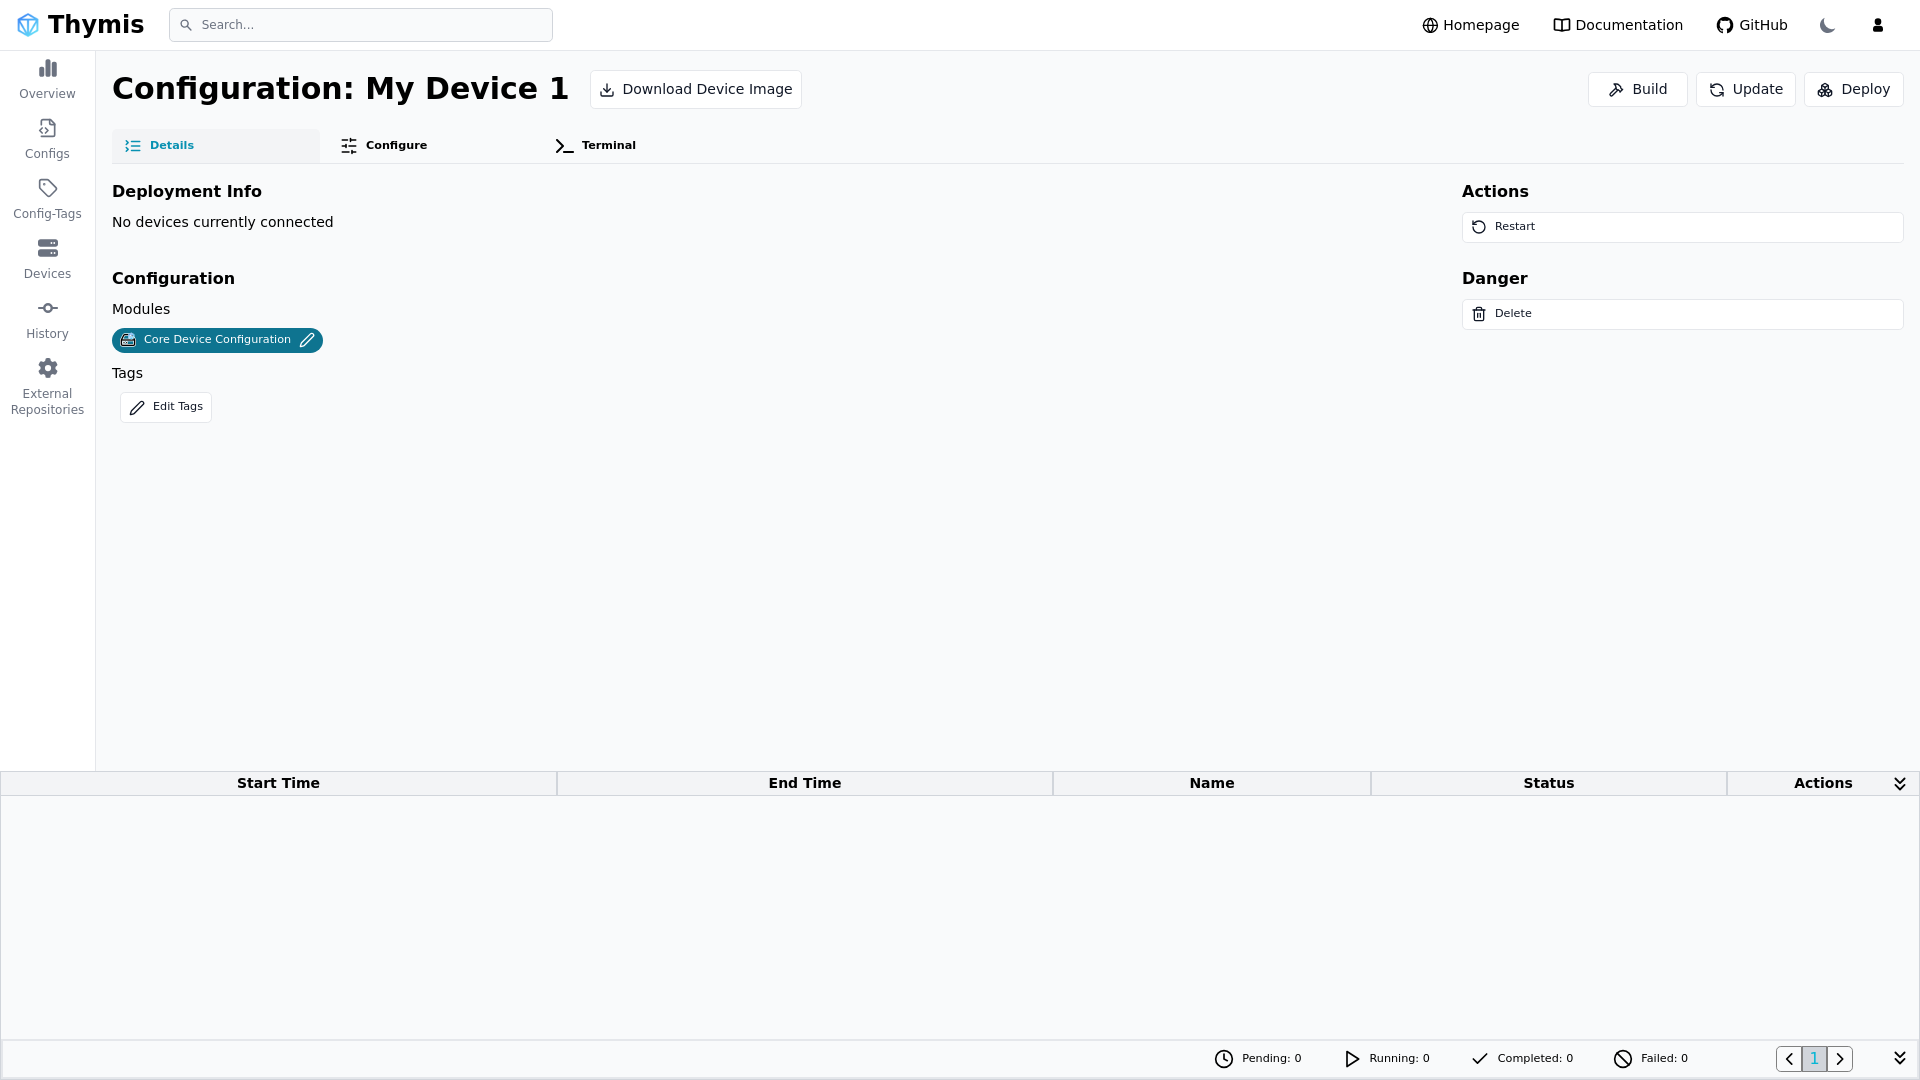 Thymis
Search...
Homepage
Documentation
GitHub
Overview
Configs
Config-Tags
Devices
History
External
Repositories
Configuration: My Device 1
Download Device Image
Build
Update
Deploy
Details
Configure
Terminal
Deployment Info
No devices currently connected
Configuration
Modules
Core Device Configuration
Tags
Edit Tags
Actions
Restart
Danger
Delete
Start Time
End Time
Name
Status
Actions
Pending: 0
Running: 0
Completed: 0
Failed: 0
1